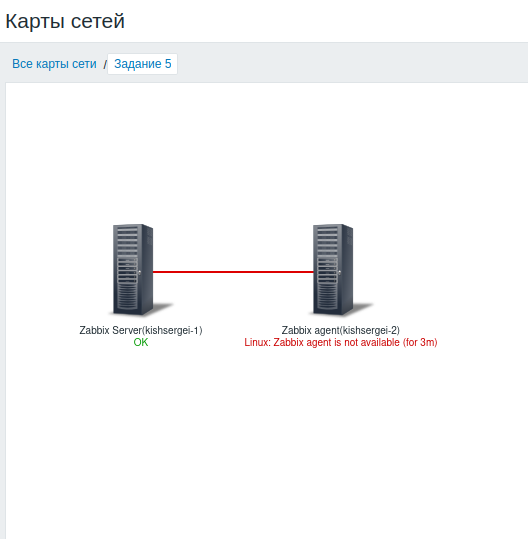 Карты сетей
Все карты сети / Задание 5
Zabbix Server(kishsergei-1)
OK
Zabbix agent(kishsergei-2)
Linux: Zabbix agent is not available (for 3m)